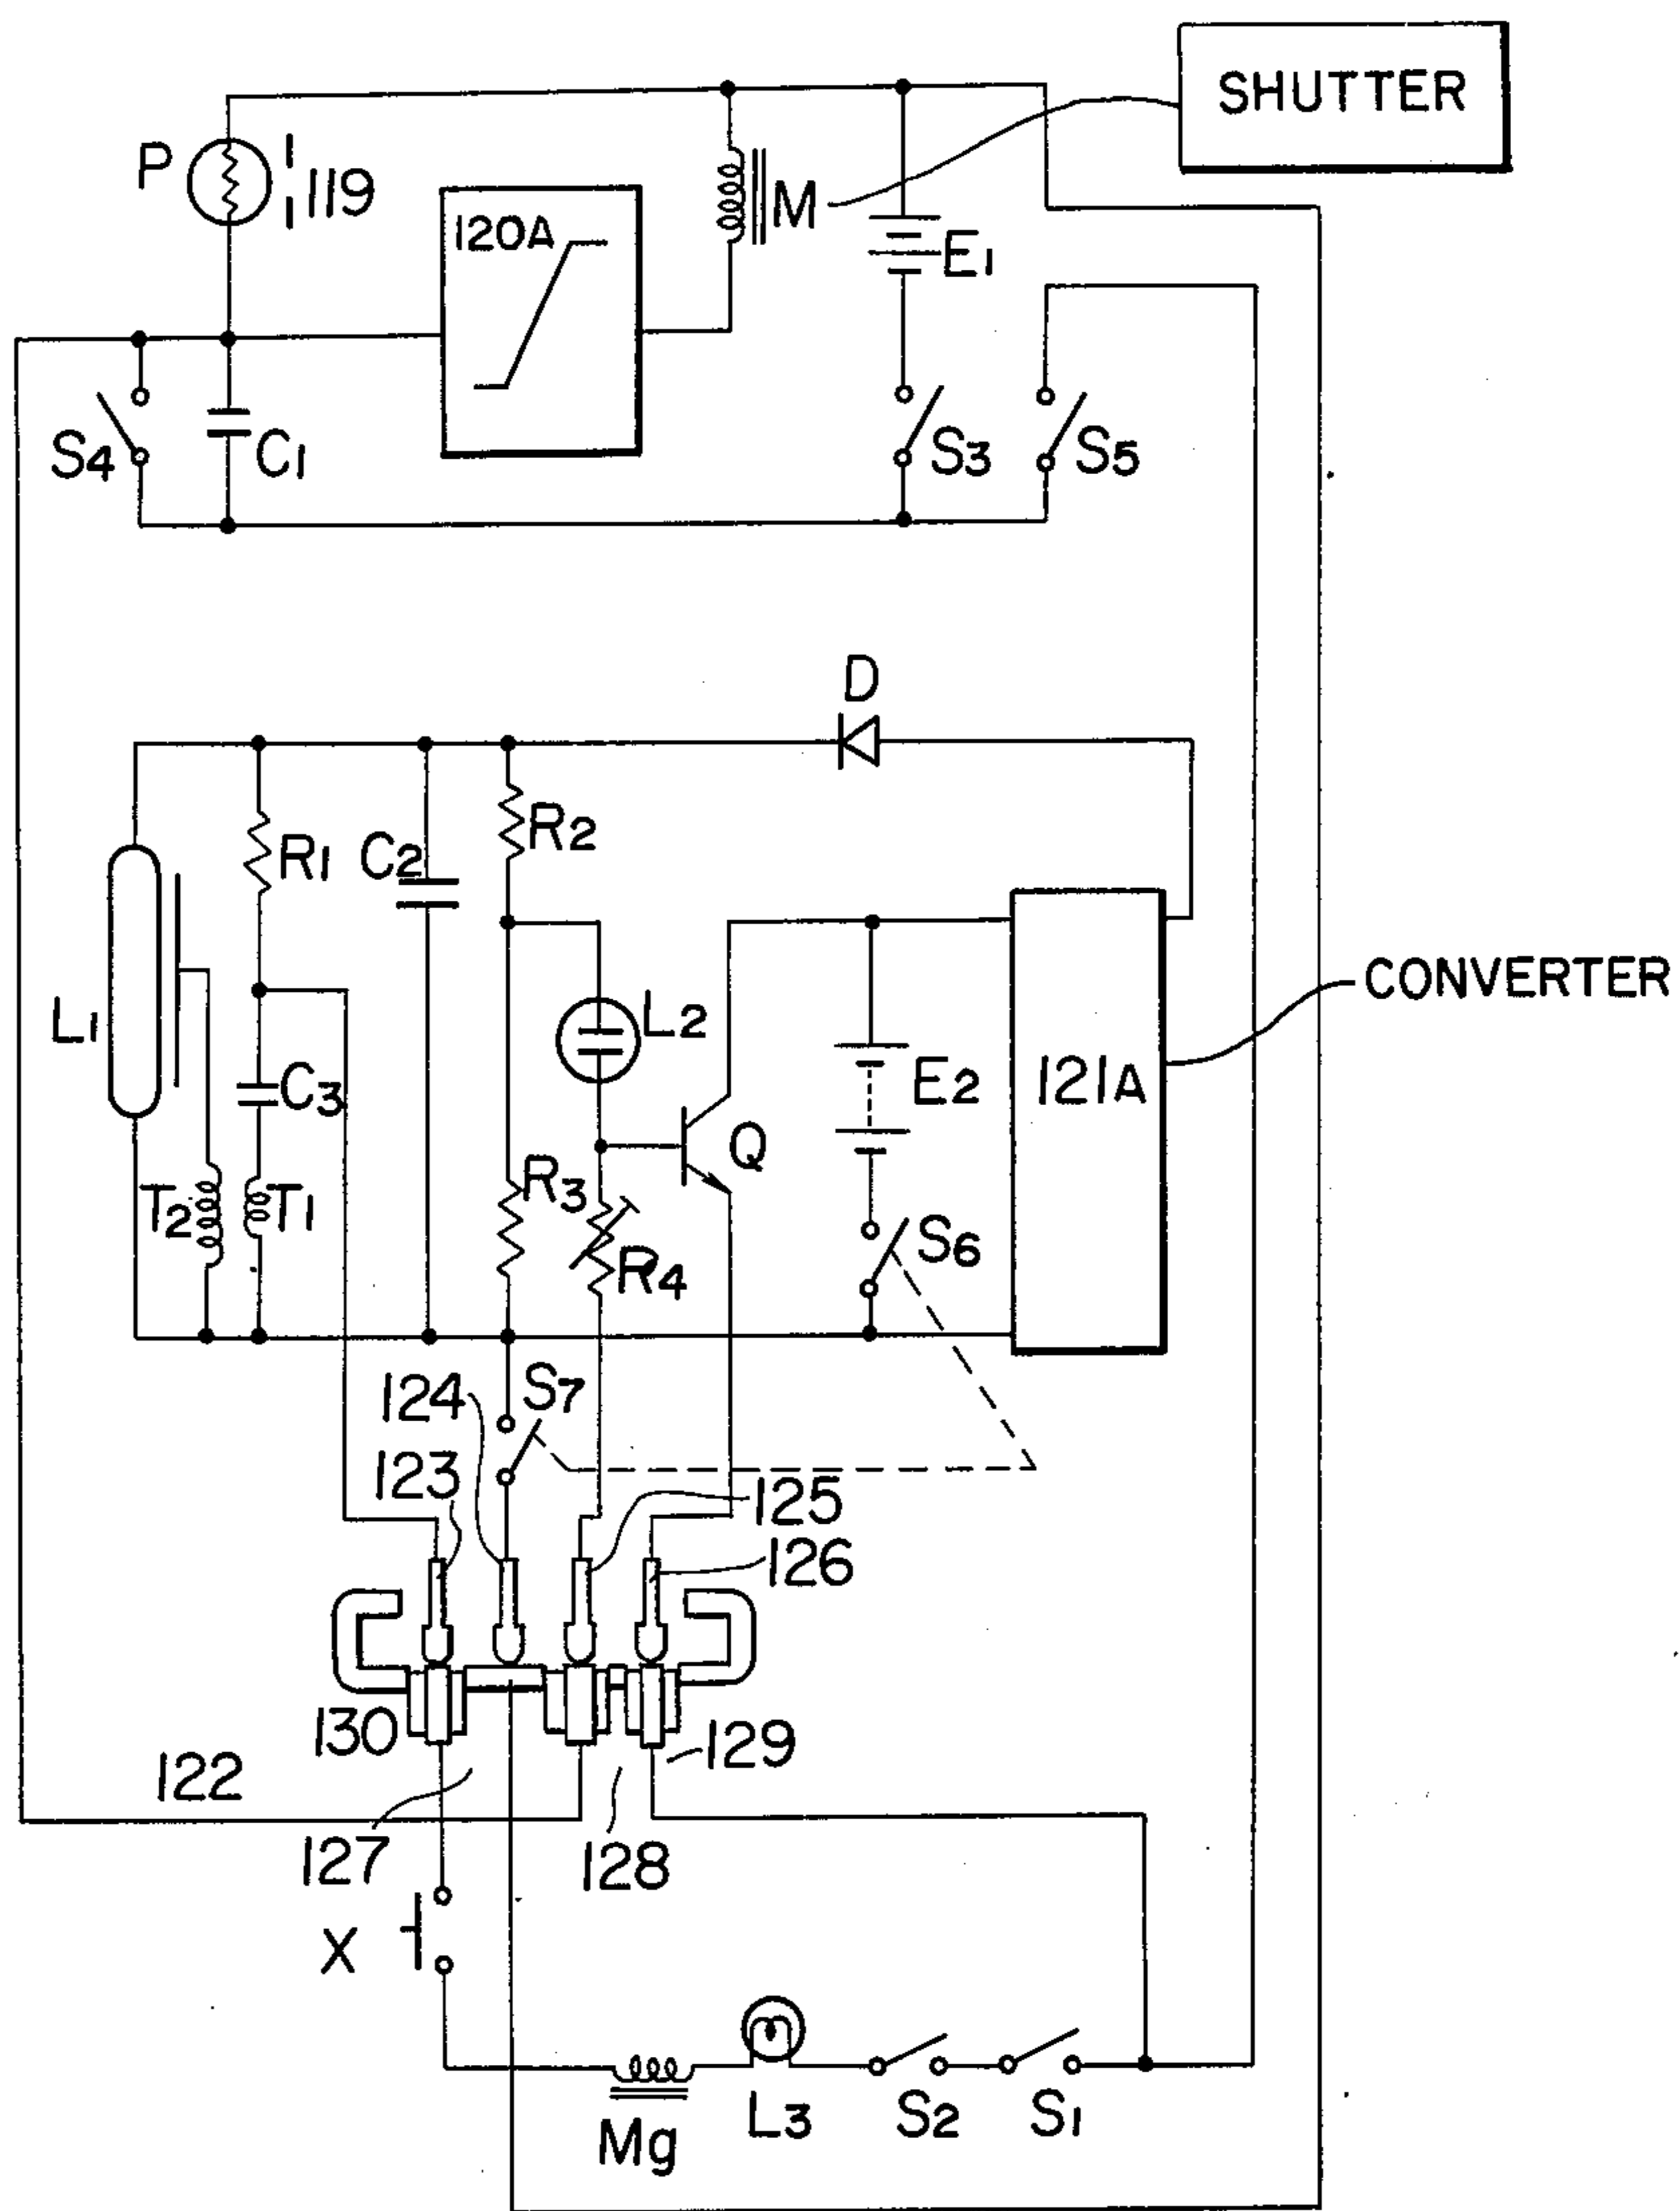 SHUTTER
P
119
120A
M
E1
S4
C1
S3
S5
D
R1
C2
R2
L1
L2
CONVERTER
C3
E2
121A
Q
T2
T1
R3
R4
S6
124
S7
123
125
126
130
129
122
127
128
X
L3
S2
S1
Mg